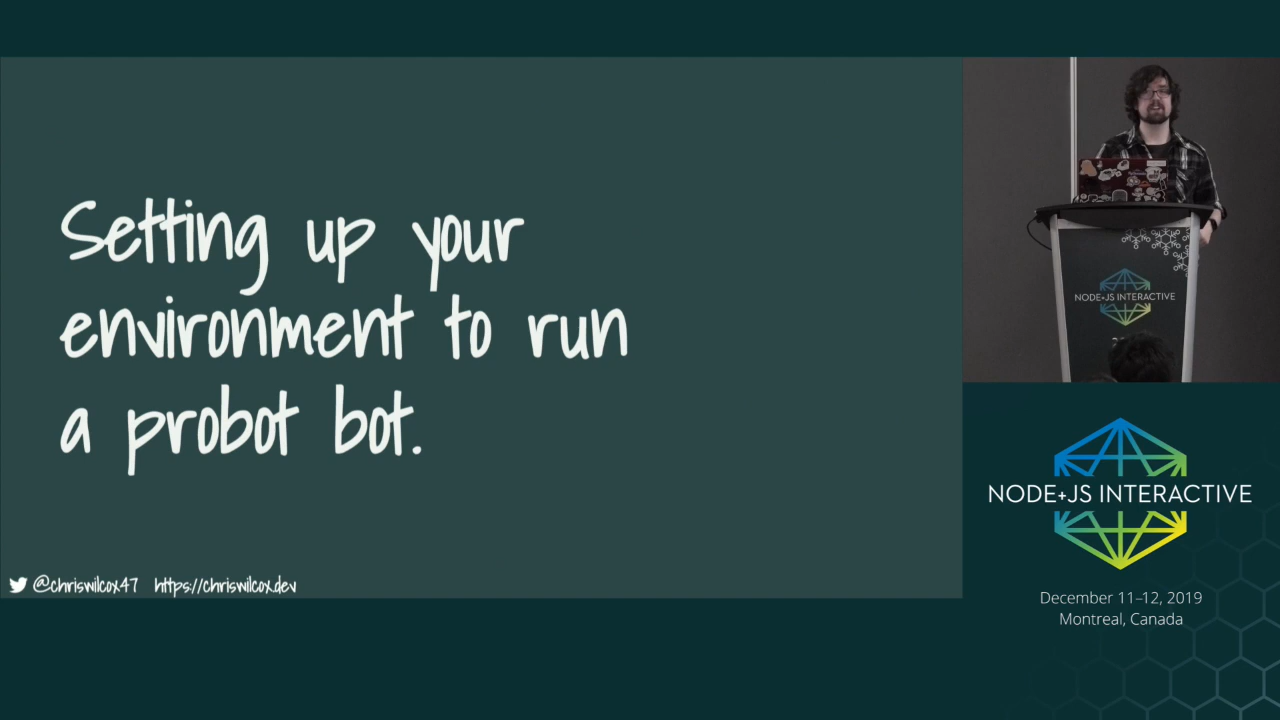 Setting up your
environment to run
a probot bot.
@chriswilcox47 https://chriswilcox.dev
NODE+JS INTERACTIVE
NODE+JS INTERACTIVE
December 11–12, 2019
Montreal, Canada